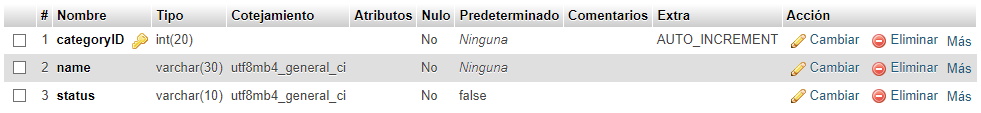 # Nombre Tipo Cotejamiento Atributos Nulo Predeterminado Comentarios Extra Acción
1 categoryID int(20) No Ninguna AUTO_INCREMENT Cambiar Eliminar Más
2 name varchar(30) utf8mb4_general_ci No Ninguna Cambiar Eliminar Más
3 status varchar(10) utf8mb4_general_ci No false Cambiar Eliminar Más